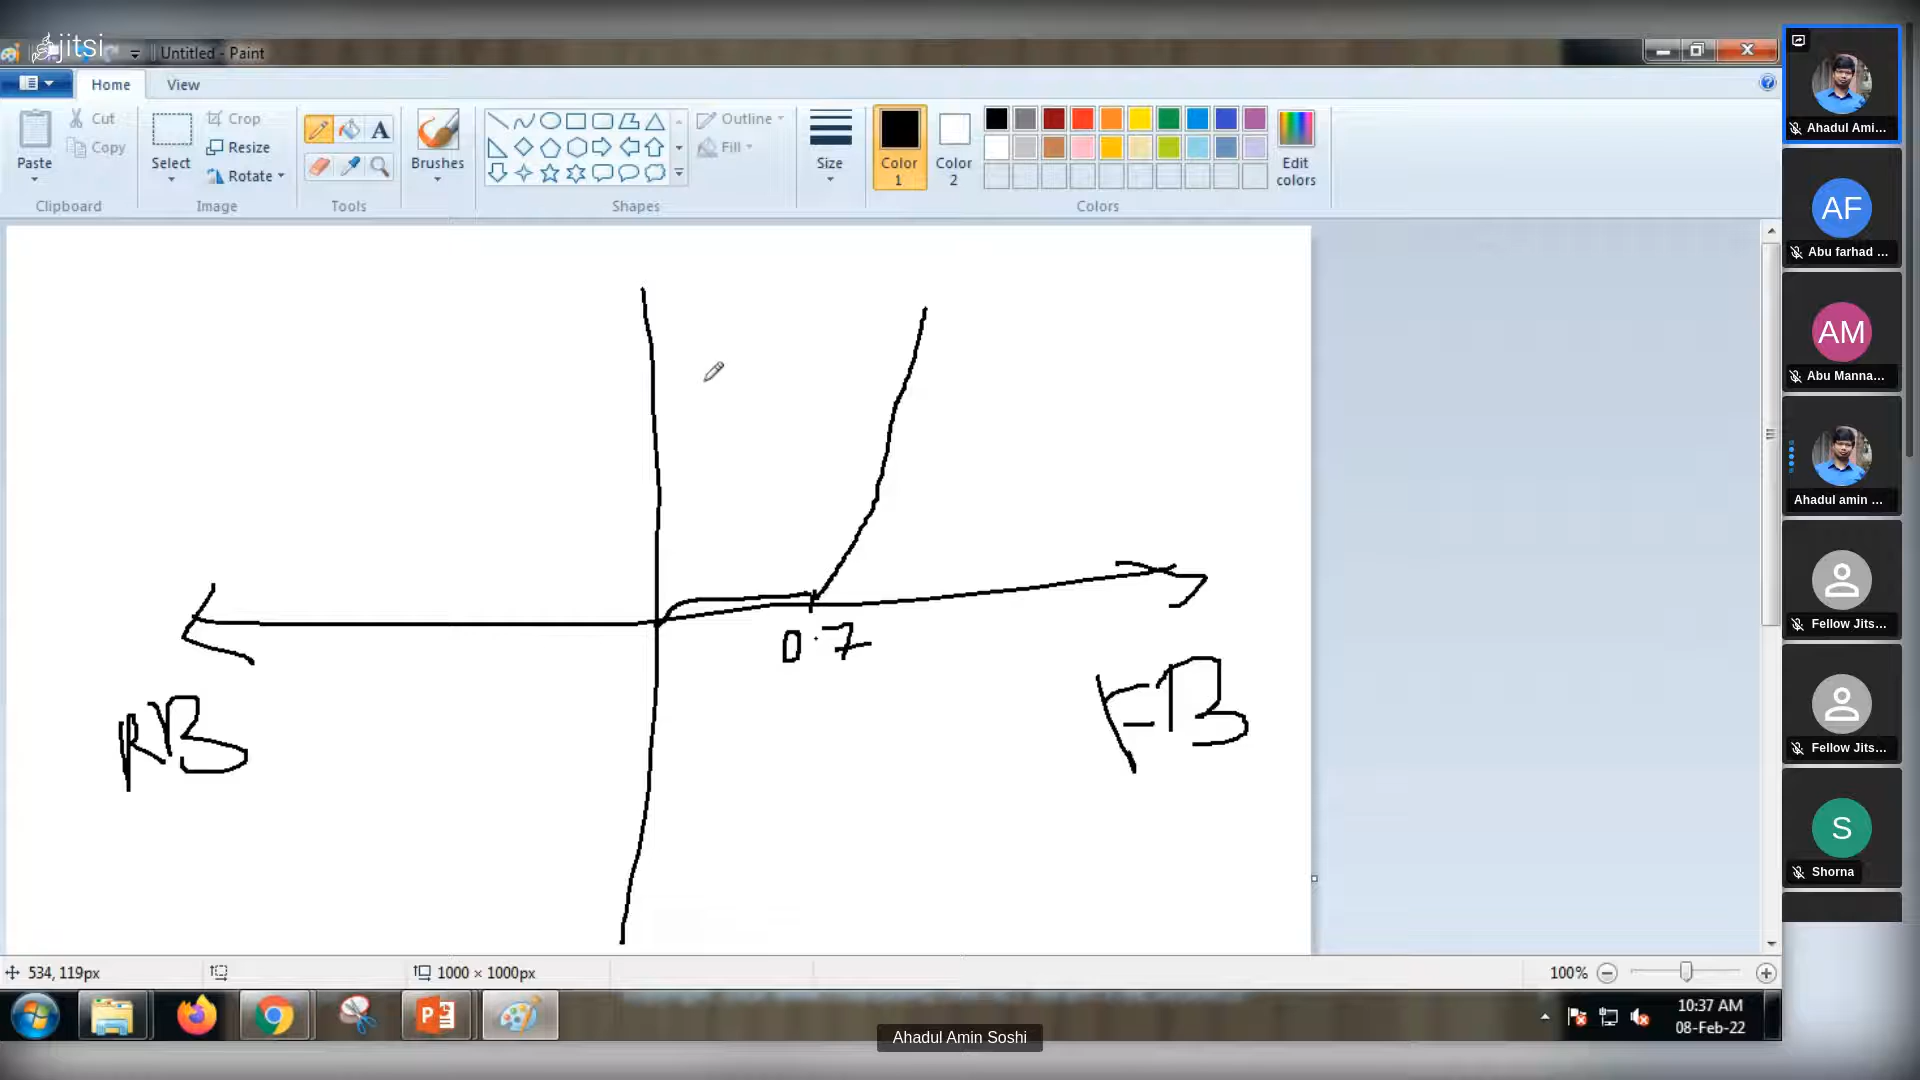 jitsi
Untitled - Paint
Home View
Paste
Cut
Copy
Clipboard
Select
Crop
Resize
Rotate
Image
A
Tools
Brushes
Outline
Fill
Shapes
Size
Color
1
Color
2
Edit
colors
Colors
0.7
RB
FB
534, 119px
1000 × 1000px
100%
10:37 AM
08-Feb-22
Ahadul Amin Soshi
Ahadul Ami...
AF
Abu farhad ...
AM
Abu Manna...
Ahadul amin ...
Fellow Jits...
Fellow Jits...
S
Shorna